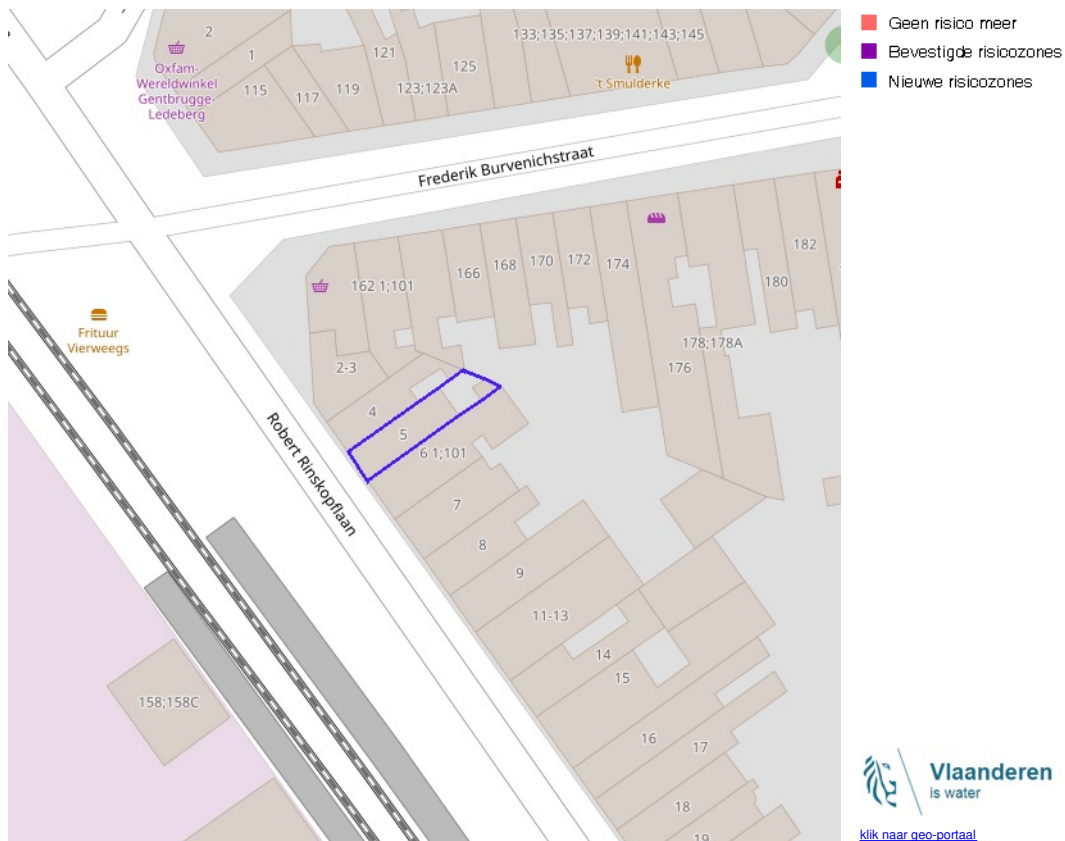 2
1
121
133;135;137;139;141;143;145
Oxfam-
Wereldwinkel
Gentbrugge-
Ledeberg
115
117
119
123;123A
125
't Smulderke
Frederik Burvenichstraat
162 1;101
166
168
170
172
174
180
182
Frituur
Vierweegs
2-3
178;178A
176
4
5
6 1;101
Robert Rinskopflaan
7
8
9
11-13
14
15
158;158C
16
17
18
19
Geen risico meer
Bevestigde risicozones
Nieuwe risicozones
Vlaanderen
is water
klik naar geo-portaal